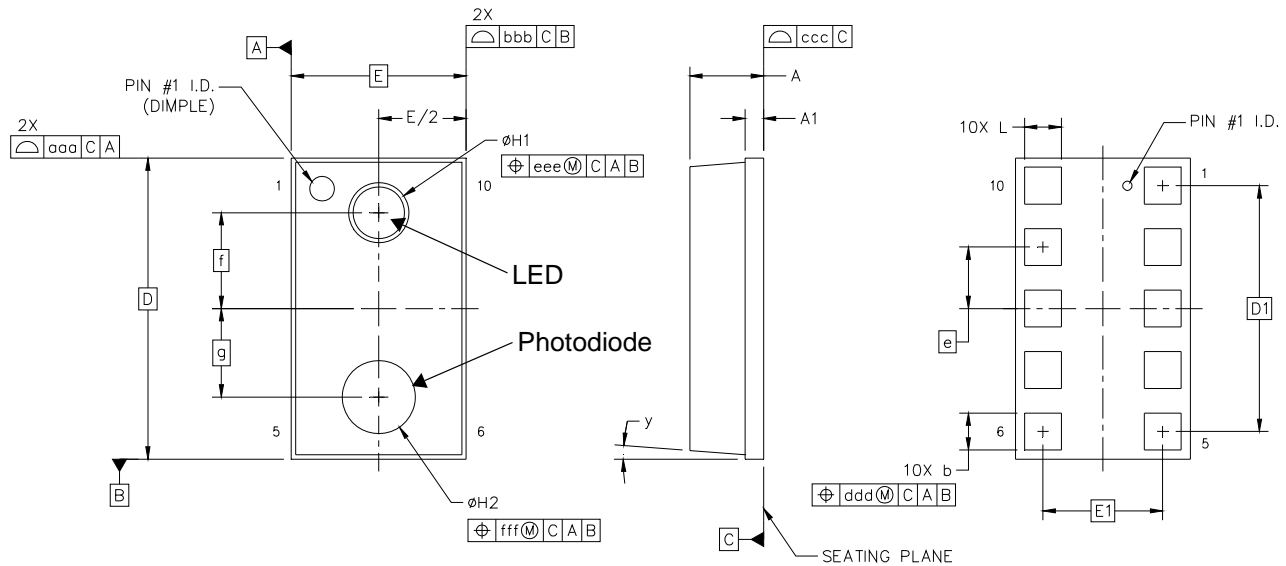 2X
⌓ bbb C B
⌓ ccc C
A
E
A
PIN #1 I.D.
(DIMPLE)
E/2
A1
10X L
PIN #1 I.D.
2X
⌓ aaa C A
øH1
⌖ eee Ⓜ C A B
1
10
10
1
f
LED
D
D1
e
g
Photodiode
5
6
y
6
5
10X b
⌖ ddd Ⓜ C A B
B
øH2
⌖ fff Ⓜ C A B
E1
C
SEATING PLANE